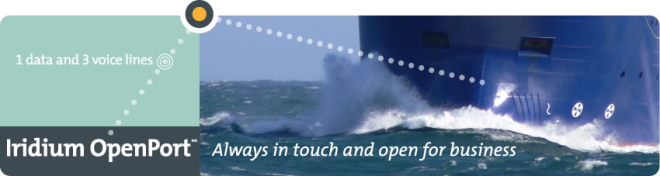 1 data and 3 voice lines
Iridium OpenPort™
Always in touch and open for business